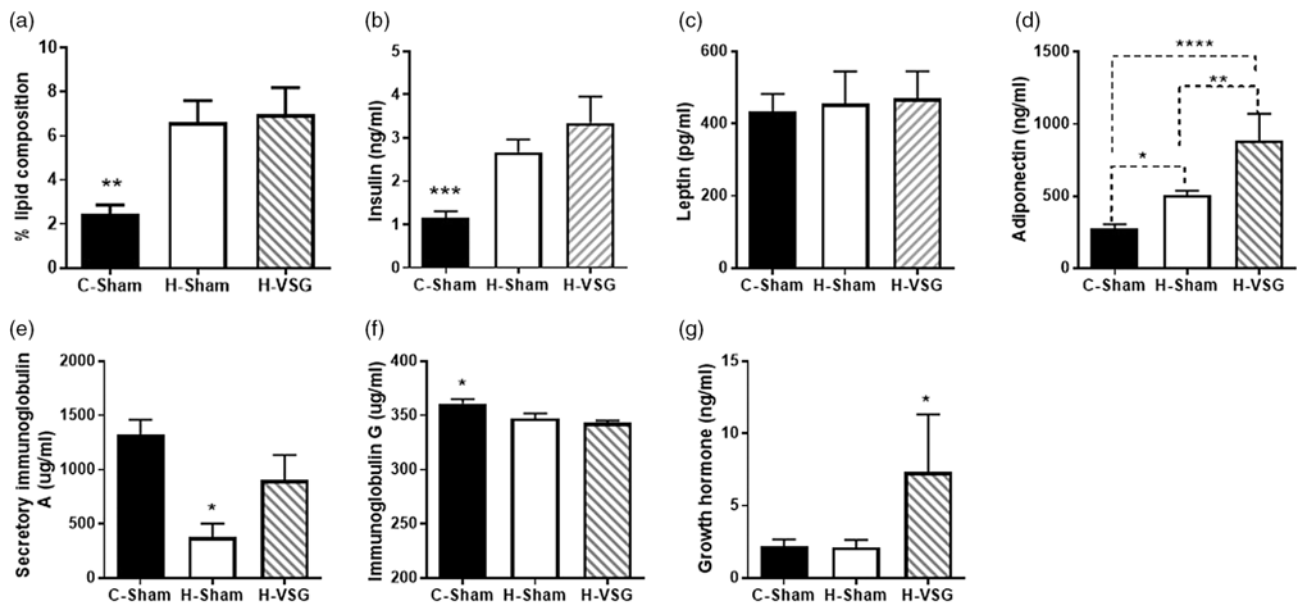 (a)
% lipid composition
10
8
6
4
2
0
**
C-Sham H-Sham H-VSG
(b)
Insulin (ng/ml)
5
4
3
2
1
0
***
C-Sham H-Sham H-VSG
(c)
Leptin (pg/ml)
600
400
200
0
C-Sham H-Sham H-VSG
(d)
Adiponectin (ng/ml)
1500
1000
500
0
****
**
*
C-Sham H-Sham H-VSG
(e)
Secretory immunoglobulin
A (ug/ml)
2000
1500
1000
500
0
*
C-Sham H-Sham H-VSG
(f)
Immunoglobulin G (ug/ml)
400
350
300
250
200
*
C-Sham H-Sham H-VSG
(g)
Growth hormone (ng/ml)
15
10
5
0
*
C-Sham H-Sham H-VSG